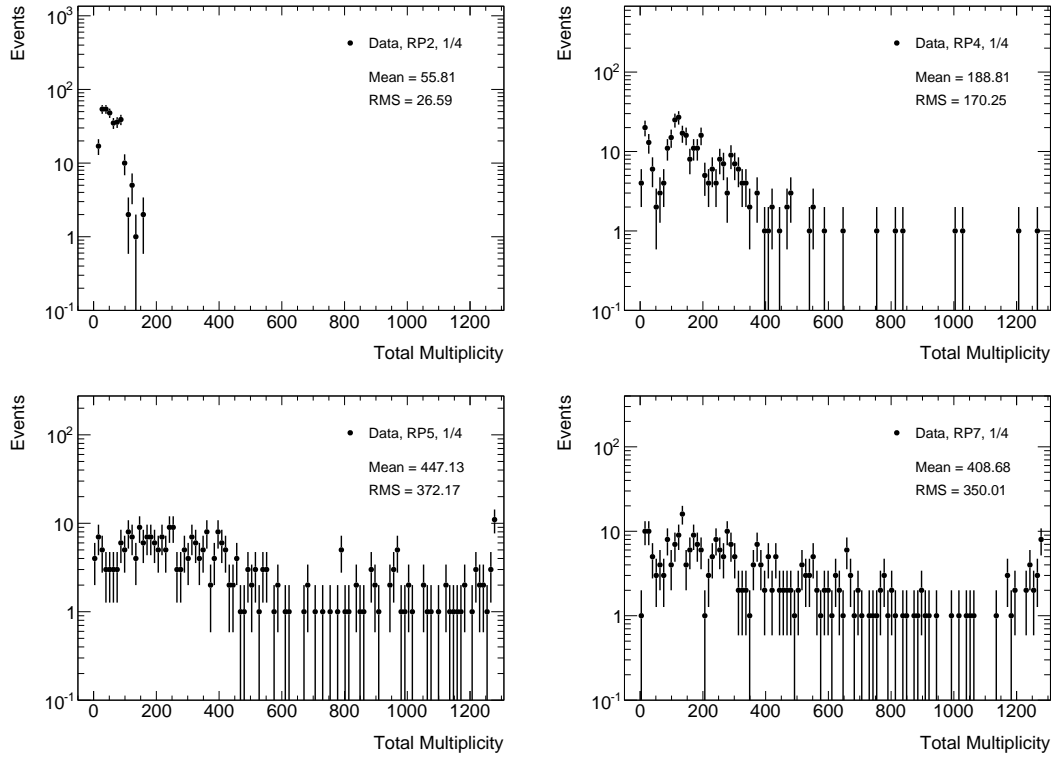 Events
10³
10²
10
1
10⁻¹
Data, RP2, 1/4
Mean = 55.81
RMS = 26.59
0 200 400 600 800 1000 1200
Total Multiplicity
Events
10²
10
1
10⁻¹
Data, RP4, 1/4
Mean = 188.81
RMS = 170.25
0 200 400 600 800 1000 1200
Total Multiplicity
Events
10²
10
1
10⁻¹
Data, RP5, 1/4
Mean = 447.13
RMS = 372.17
0 200 400 600 800 1000 1200
Total Multiplicity
Events
10²
10
1
10⁻¹
Data, RP7, 1/4
Mean = 408.68
RMS = 350.01
0 200 400 600 800 1000 1200
Total Multiplicity